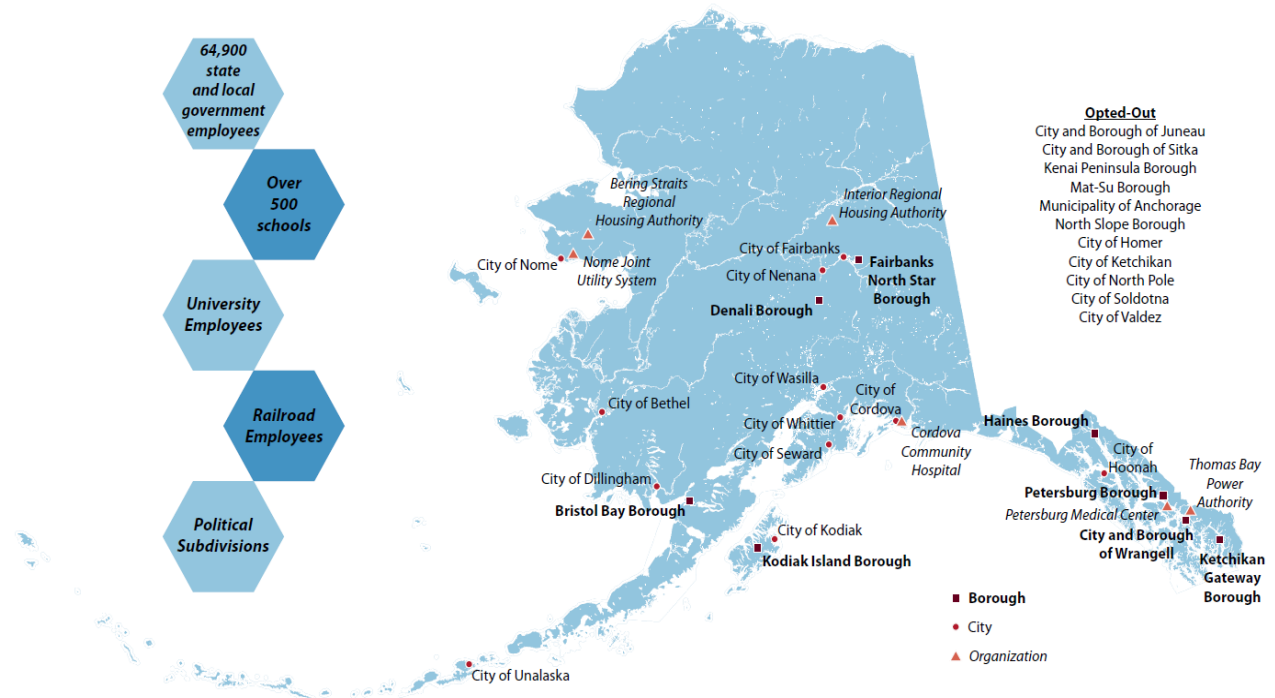 64,900
state
and local
government
employees
Over
500
schools
University
Employees
Railroad
Employees
Political
Subdivisions
Opted-Out
City and Borough of Juneau
City and Borough of Sitka
Kenai Peninsula Borough
Mat-Su Borough
Municipality of Anchorage
North Slope Borough
City of Homer
City of Ketchikan
City of North Pole
City of Soldotna
City of Valdez
Bering Straits
Regional
Housing Authority
Interior Regional
Housing Authority
City of Nome
Nome Joint
Utility System
City of Fairbanks
City of Nenana
Fairbanks
North Star
Borough
Denali Borough
City of Wasilla
City of
Cordova
City of Bethel
City of Whittier
City of Seward
Cordova
Community
Hospital
City of Dillingham
Bristol Bay Borough
City of Kodiak
Kodiak Island Borough
City of Unalaska
Haines Borough
City of
Hoonah
Thomas Bay
Power
Authority
Petersburg Borough
Petersburg Medical Center
City and Borough
of Wrangell
Ketchikan
Gateway
Borough
Borough
City
Organization